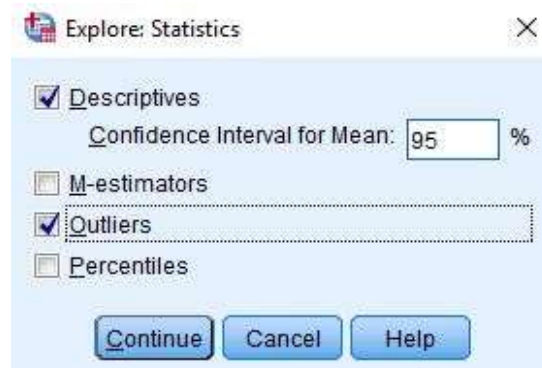 Explore: Statistics
Descriptives
Confidence Interval for Mean: 95 %
M-estimators
Outliers
Percentiles
Continue Cancel Help